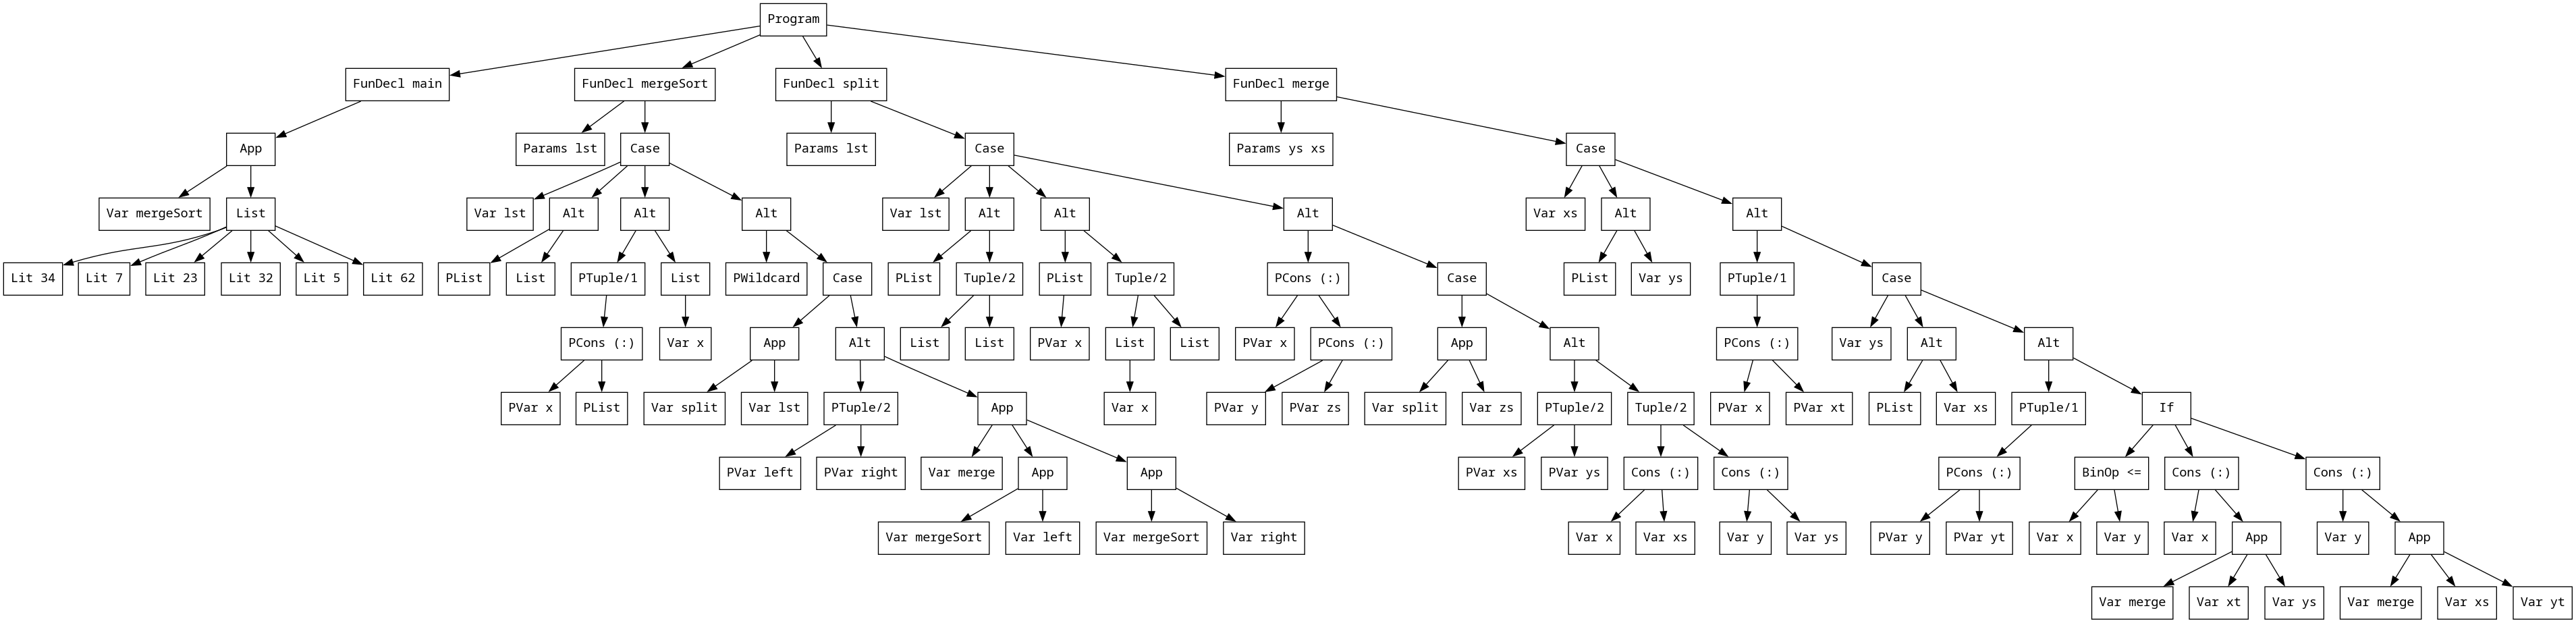 Program
FunDecl main FunDecl mergeSort FunDecl split FunDecl merge
App Params lst Case Params lst Case Params ys xs Case
Var mergeSort List Var lst Alt Alt Alt Var lst Alt Alt Alt Var xs Alt Alt
Lit 34 Lit 7 Lit 23 Lit 32 Lit 5 Lit 62 PList List PTuple/1 List PWildcard Case PList Tuple/2 PList Tuple/2 PCons (:) Case PList Var ys PTuple/1 Case
PCons (:) Var x App Alt List List PVar x List List PVar x PCons (:) App Alt PCons (:) Var ys Alt Alt
PVar x PList Var split Var lst PTuple/2 App Var x PVar y PVar zs Var split Var zs PTuple/2 Tuple/2 PVar x PVar xt PList Var xs PTuple/1 If
PVar left PVar right Var merge App App PVar xs PVar ys Cons (:) Cons (:) PCons (:) BinOp <= Cons (:) Cons (:)
Var mergeSort Var left Var mergeSort Var right Var x Var xs Var y Var ys PVar y PVar yt Var x Var y Var x App Var y App
Var merge Var xt Var ys Var merge Var xs Var yt